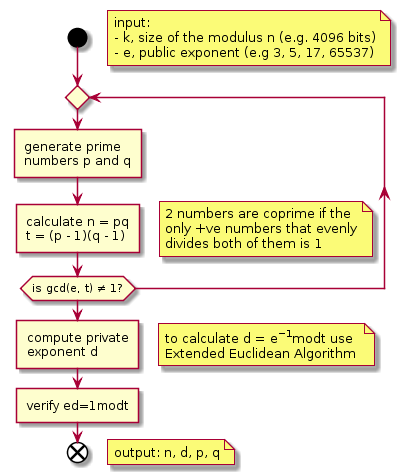 input:
- k, size of the modulus n (e.g. 4096 bits)
- e, public exponent (e.g 3, 5, 17, 65537)
generate prime
numbers p and q
calculate n = pq
t = (p - 1)(q - 1)
2 numbers are coprime if the
only +ve numbers that evenly
divides both of them is 1
is gcd(e, t) ≠ 1?
compute private
exponent d
to calculate d = e⁻¹modt use
Extended Euclidean Algorithm
verify ed=1modt
output: n, d, p, q